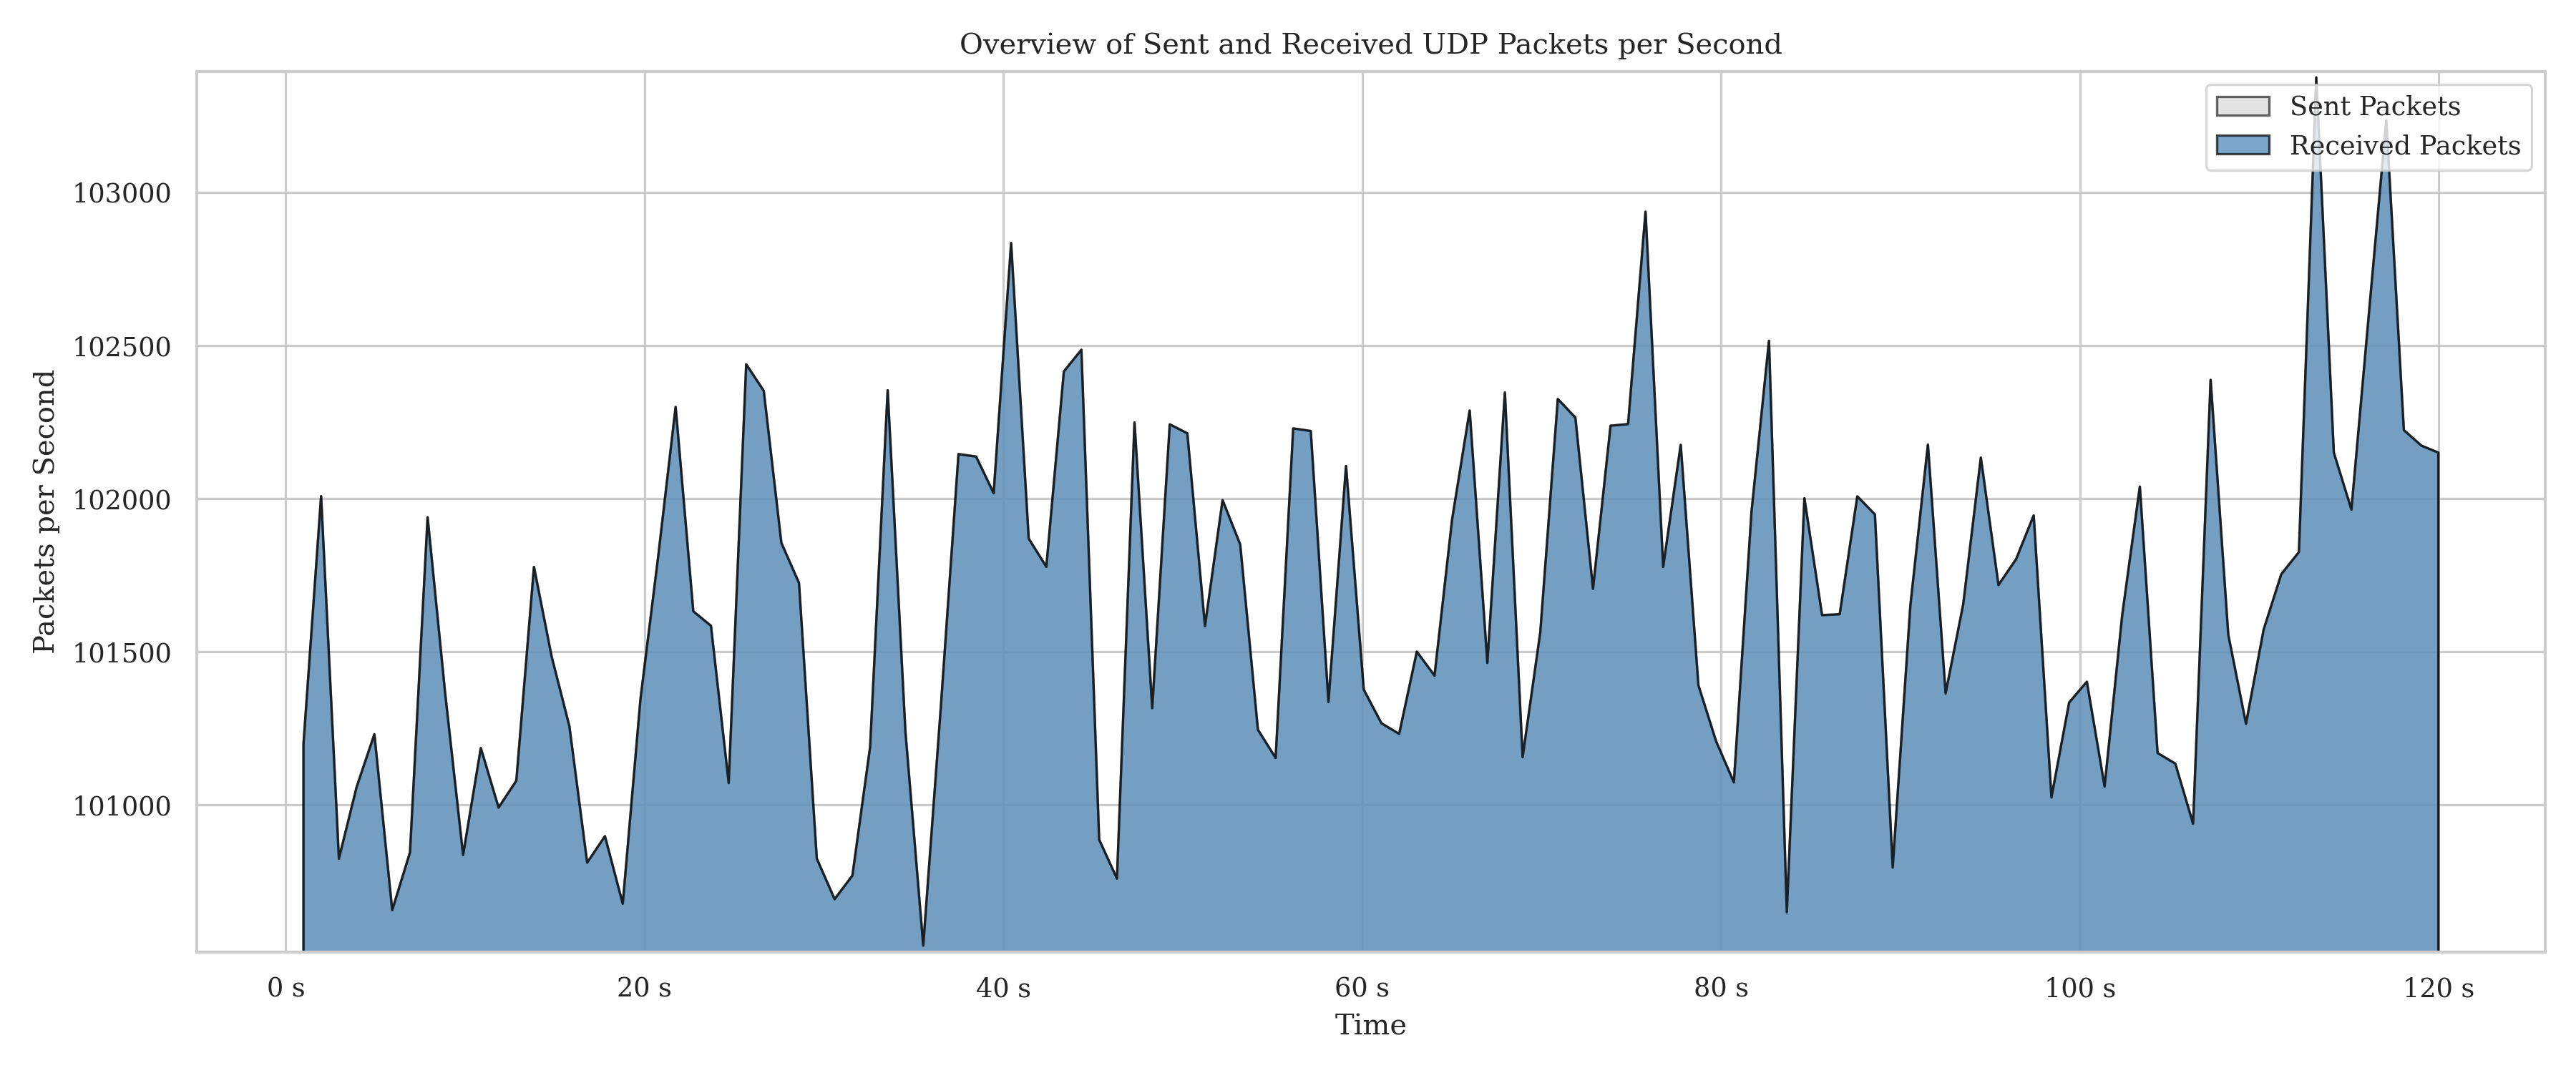 Overview of Sent and Received UDP Packets per Second
Sent Packets
Received Packets
103000
102500
102000
101500
101000
Packets per Second
0 s 20 s 40 s 60 s 80 s 100 s 120 s
Time